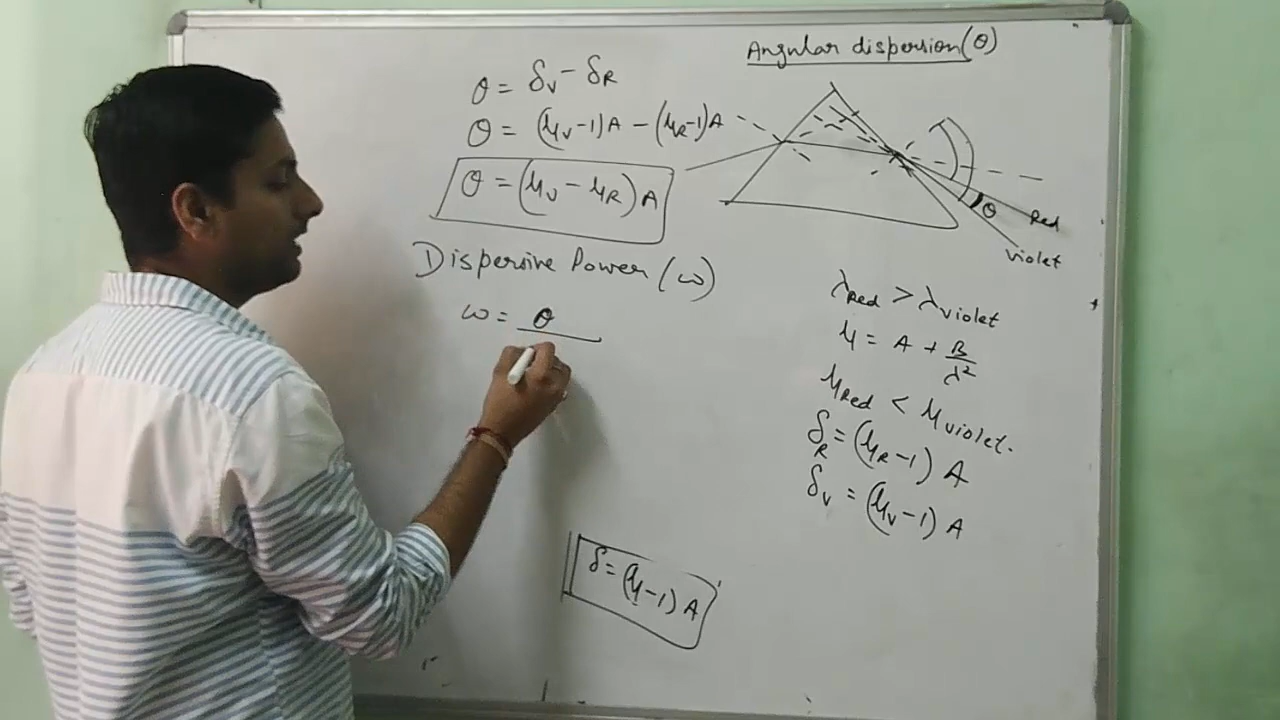 Angular dispersion(θ)
θ = δV - δR
θ = (μV-1)A - (μR-1)A
θ = (μV - μR)A
Dispersive Power (ω)
ω = θ
θ
Red
violet
λRed > λviolet
μ = A + B/λ²
μRed < μviolet.
δR = (μR-1) A
δV = (μV-1) A
δ = (μ-1) A